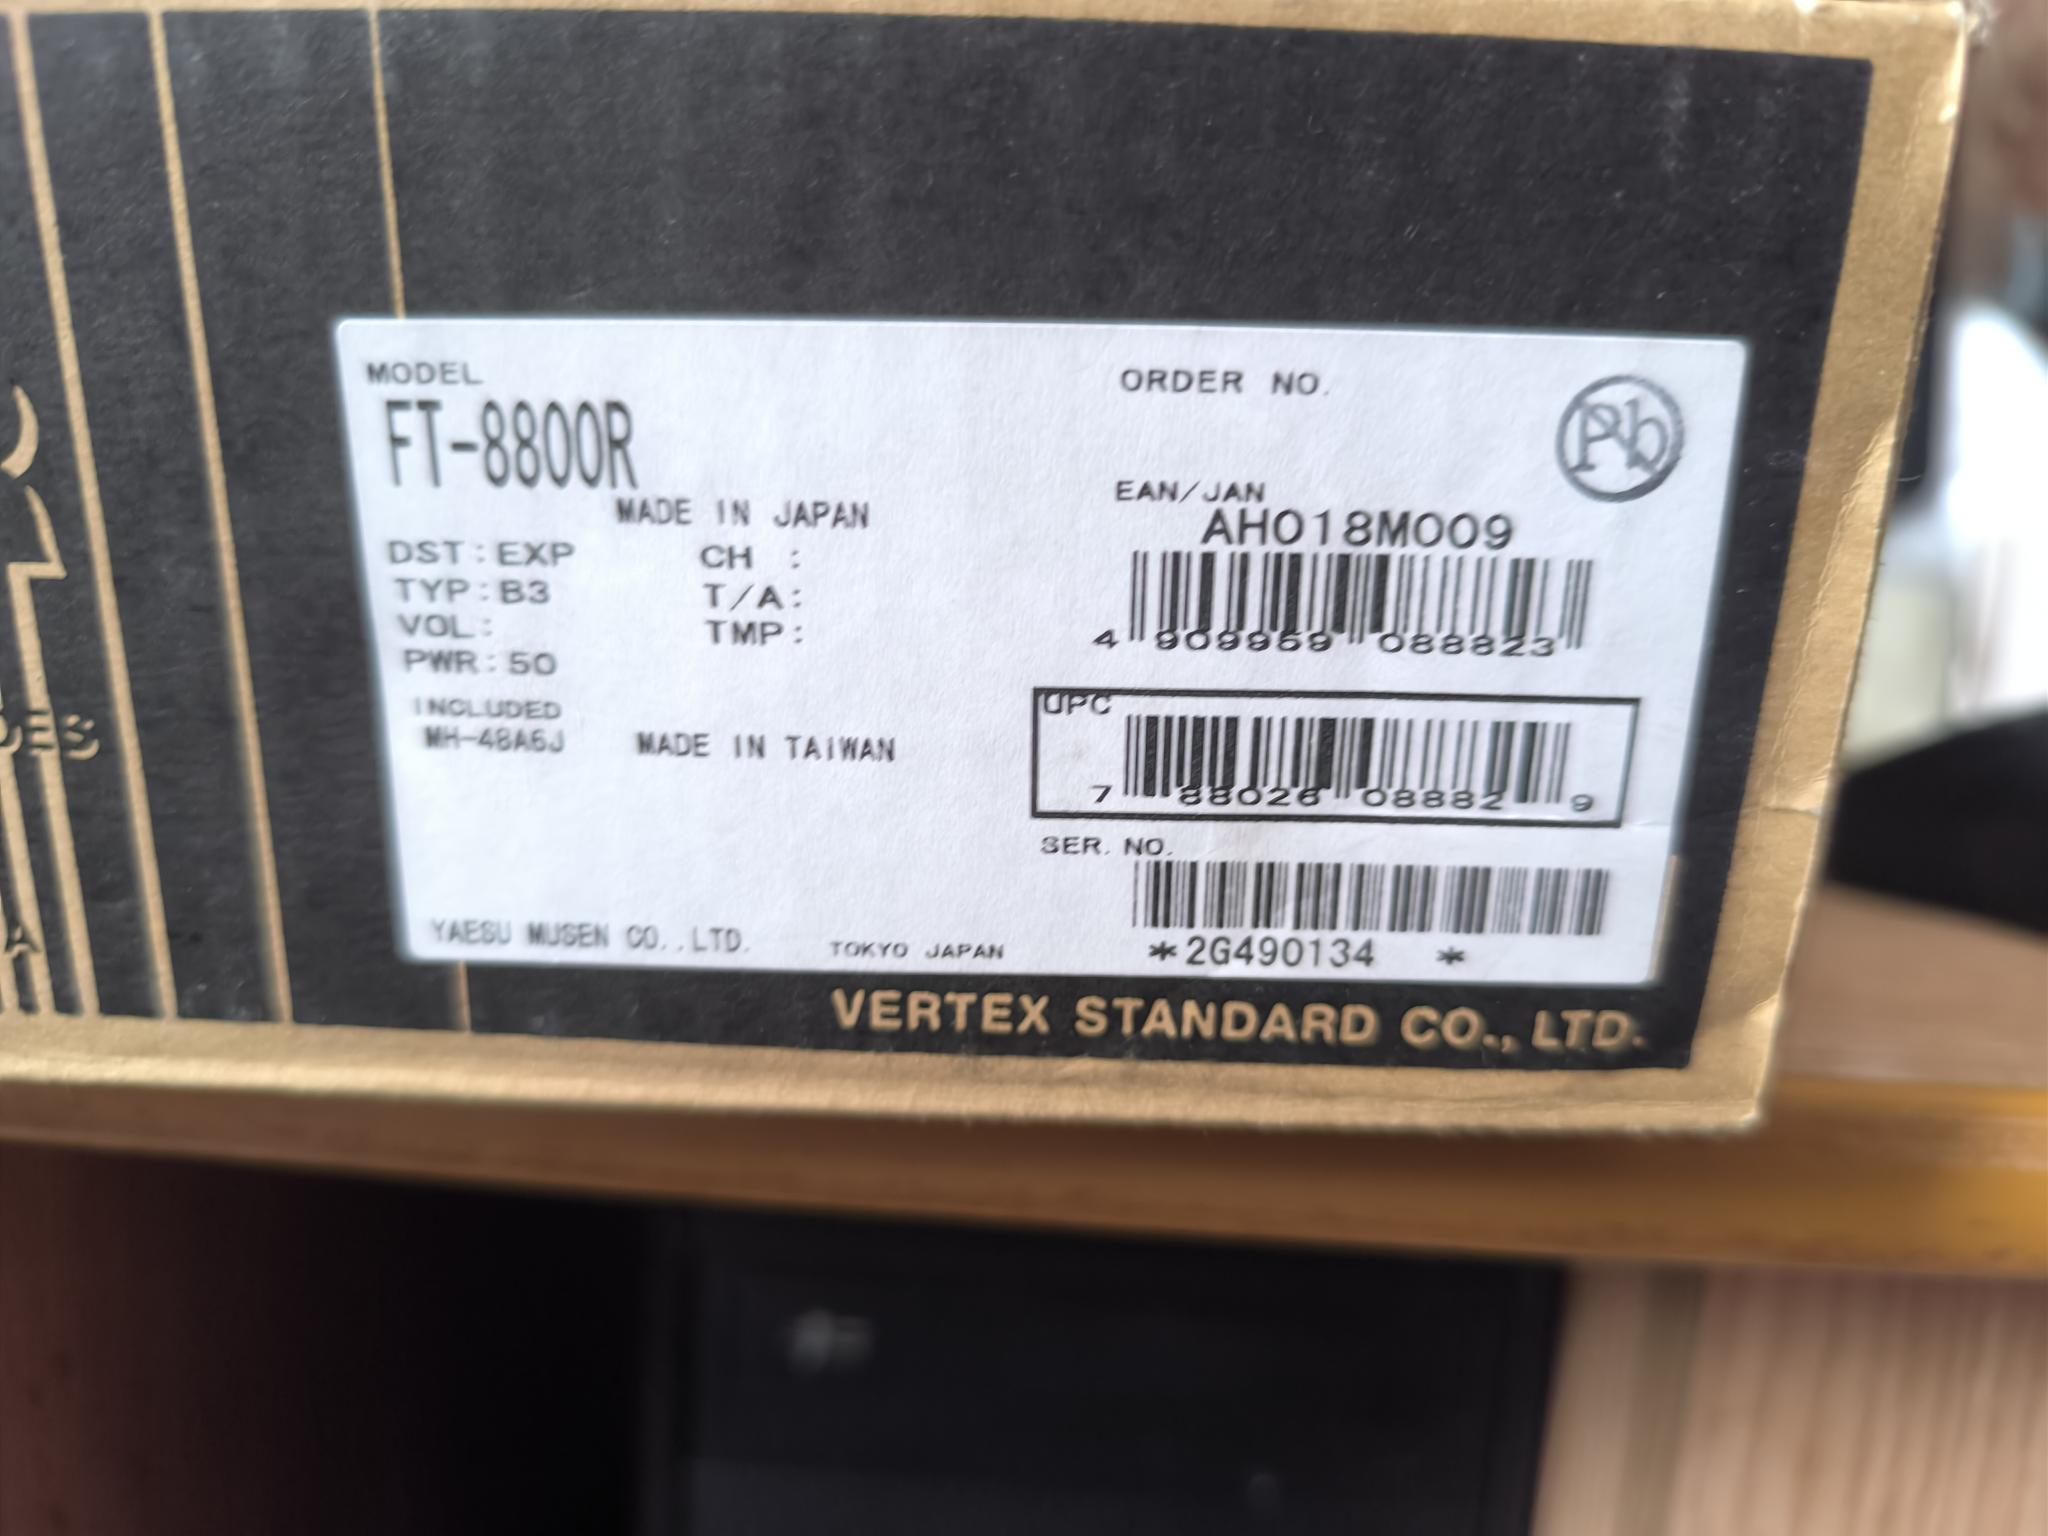 MODEL
FT-8800R
MADE IN JAPAN
DST: EXP CH :
TYP: B3 T/A:
VOL: TMP:
PWR: 50
INCLUDED
MH-48A6J MADE IN TAIWAN
YAESU MUSEN CO.,LTD. TOKYO JAPAN
ORDER NO.
Pb
EAN/JAN
AH018M009
4 909959 088823
UPC
7 88026 08882 9
SER. NO.
*2G490134 *
VERTEX STANDARD CO., LTD.